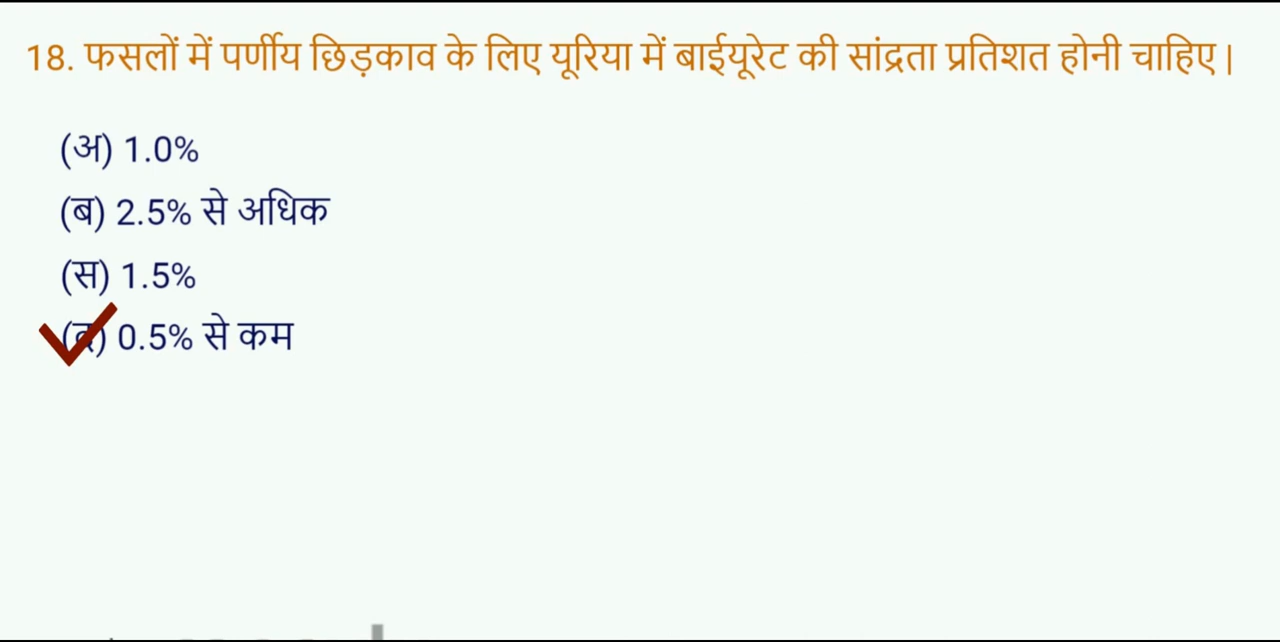 18. फसलों में पर्णीय छिड़काव के लिए यूरिया में बाईयूरेट की सांद्रता प्रतिशत होनी चाहिए |
(अ) 1.0%
(ब) 2.5% से अधिक
(स) 1.5%
(द) 0.5% से कम